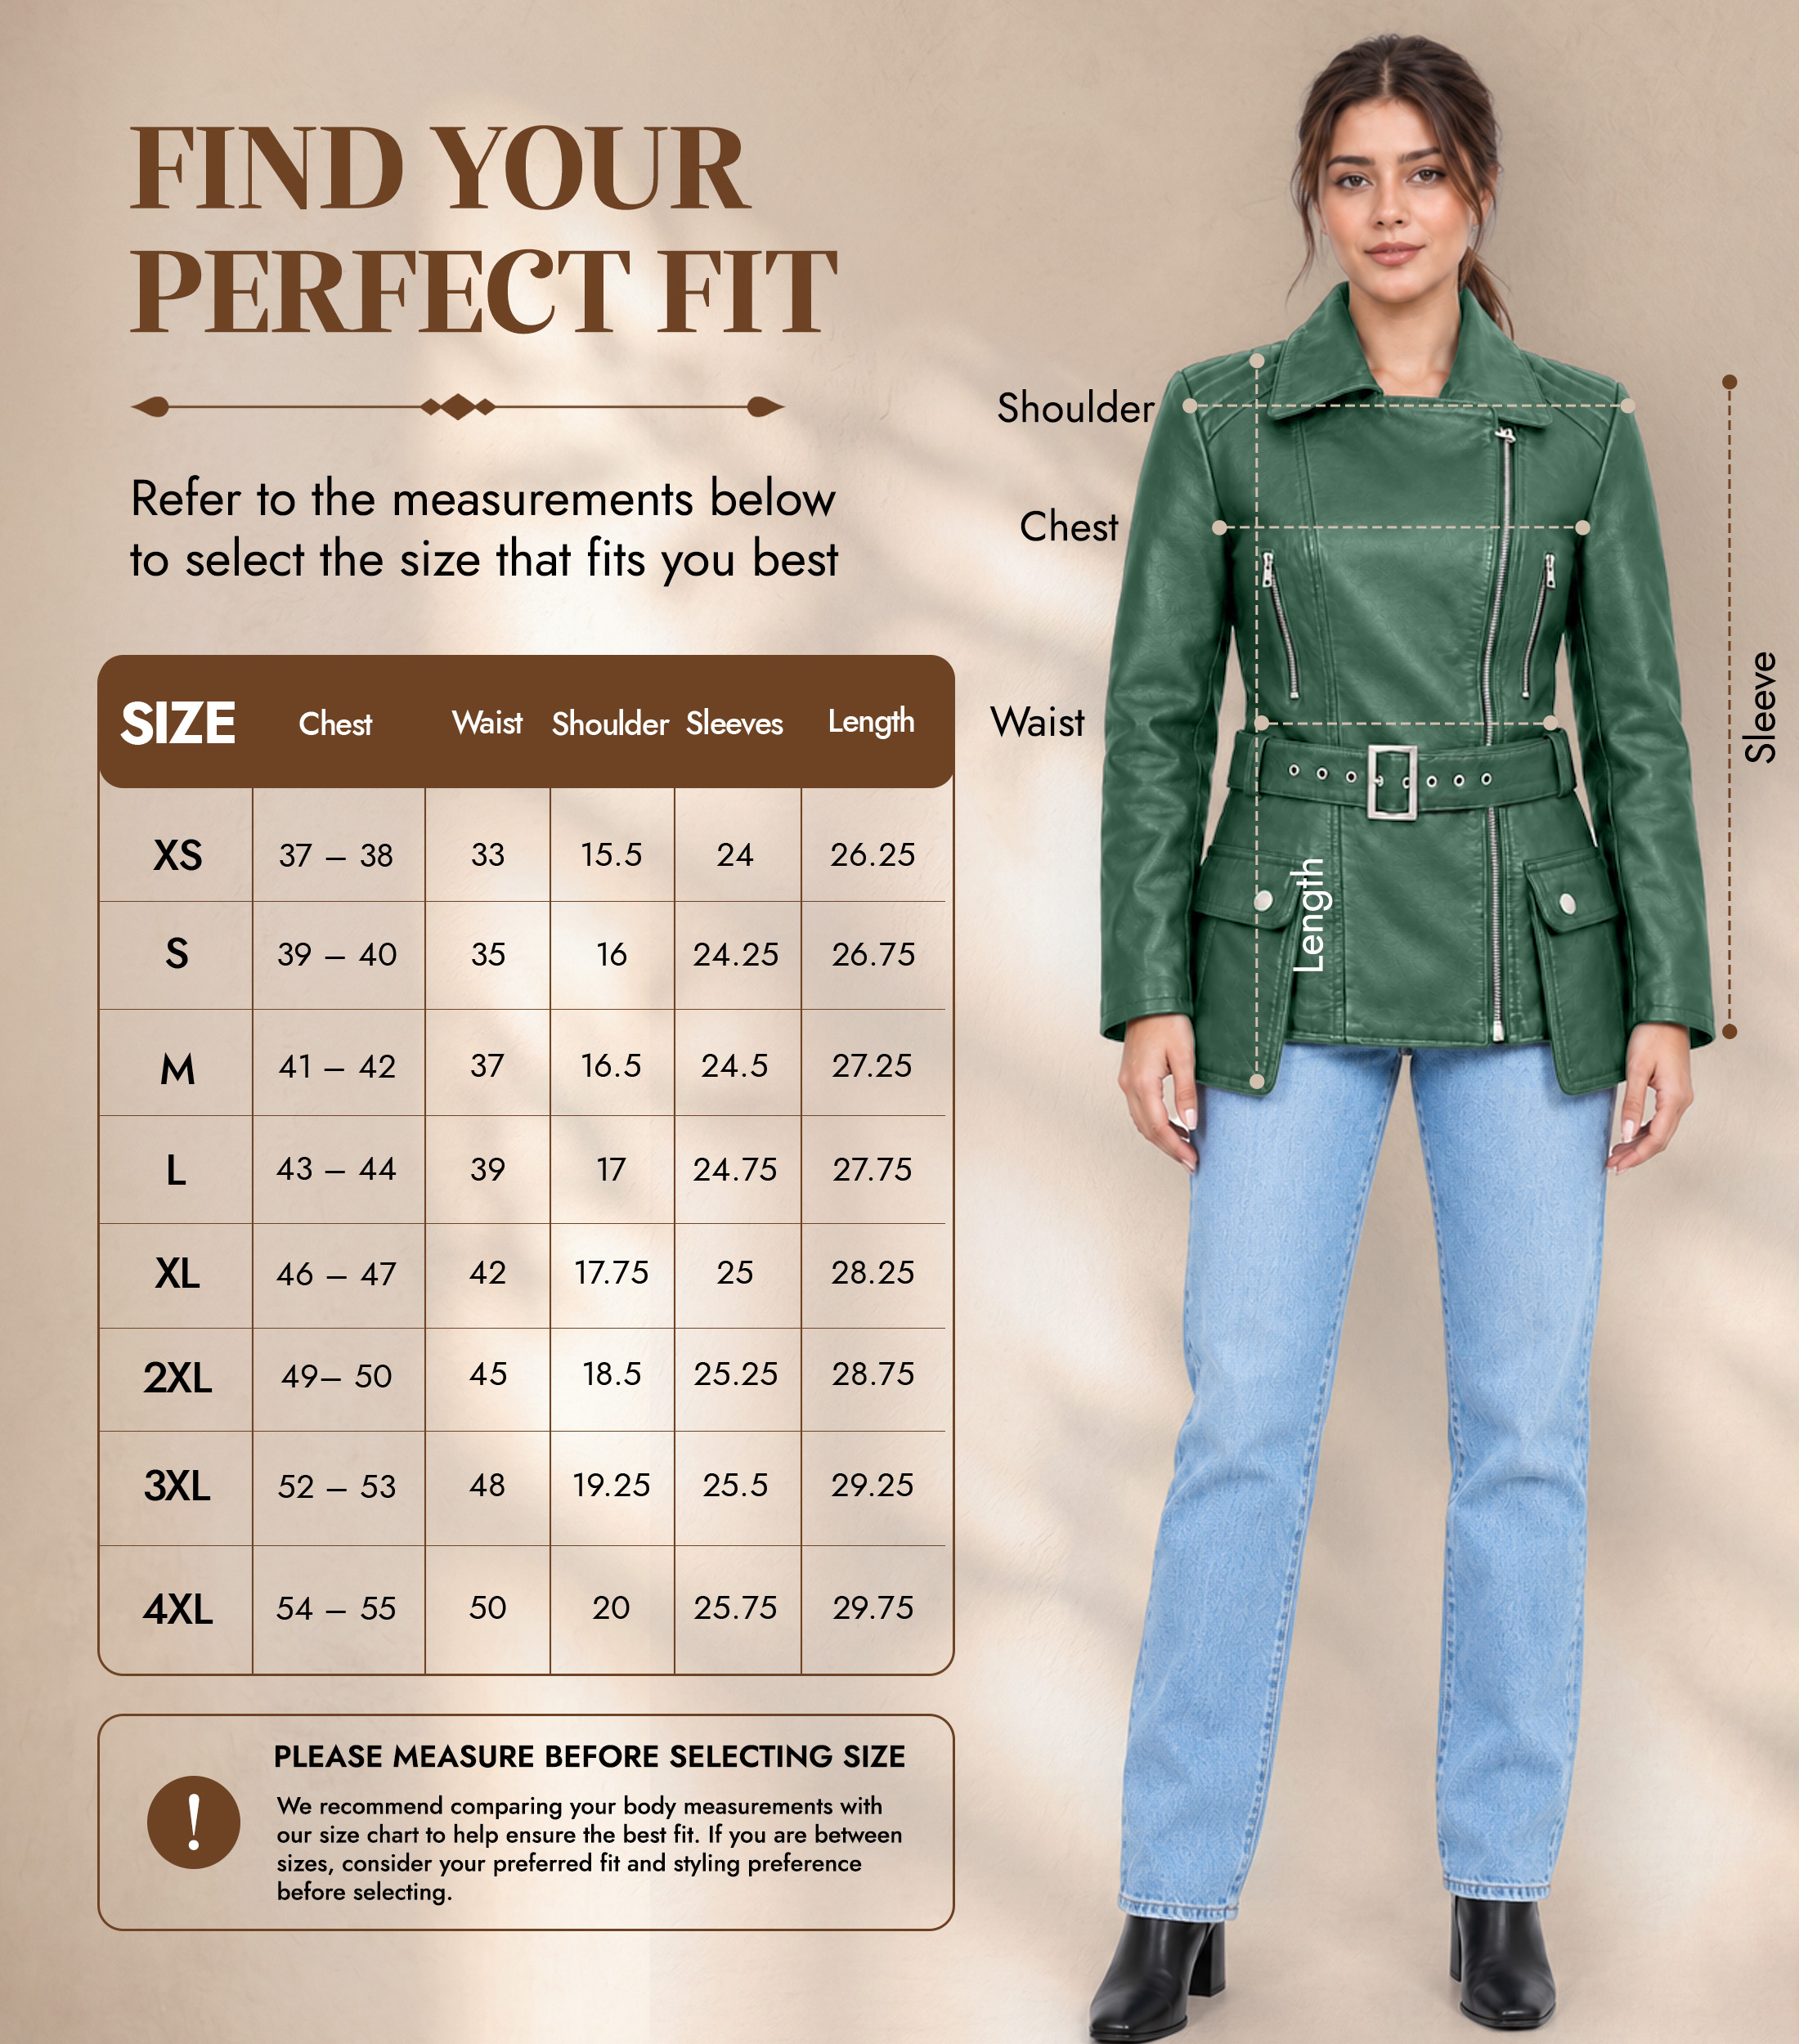 FIND YOUR
PERFECT FIT
Refer to the measurements below
to select the size that fits you best
SIZE Chest Waist Shoulder Sleeves Length
XS 37 – 38 33 15.5 24 26.25
S 39 – 40 35 16 24.25 26.75
M 41 – 42 37 16.5 24.5 27.25
L 43 – 44 39 17 24.75 27.75
XL 46 – 47 42 17.75 25 28.25
2XL 49– 50 45 18.5 25.25 28.75
3XL 52 – 53 48 19.25 25.5 29.25
4XL 54 – 55 50 20 25.75 29.75
!
PLEASE MEASURE BEFORE SELECTING SIZE
We recommend comparing your body measurements with
our size chart to help ensure the best fit. If you are between
sizes, consider your preferred fit and styling preference
before selecting.
Shoulder
Chest
Waist
Length
Sleeve